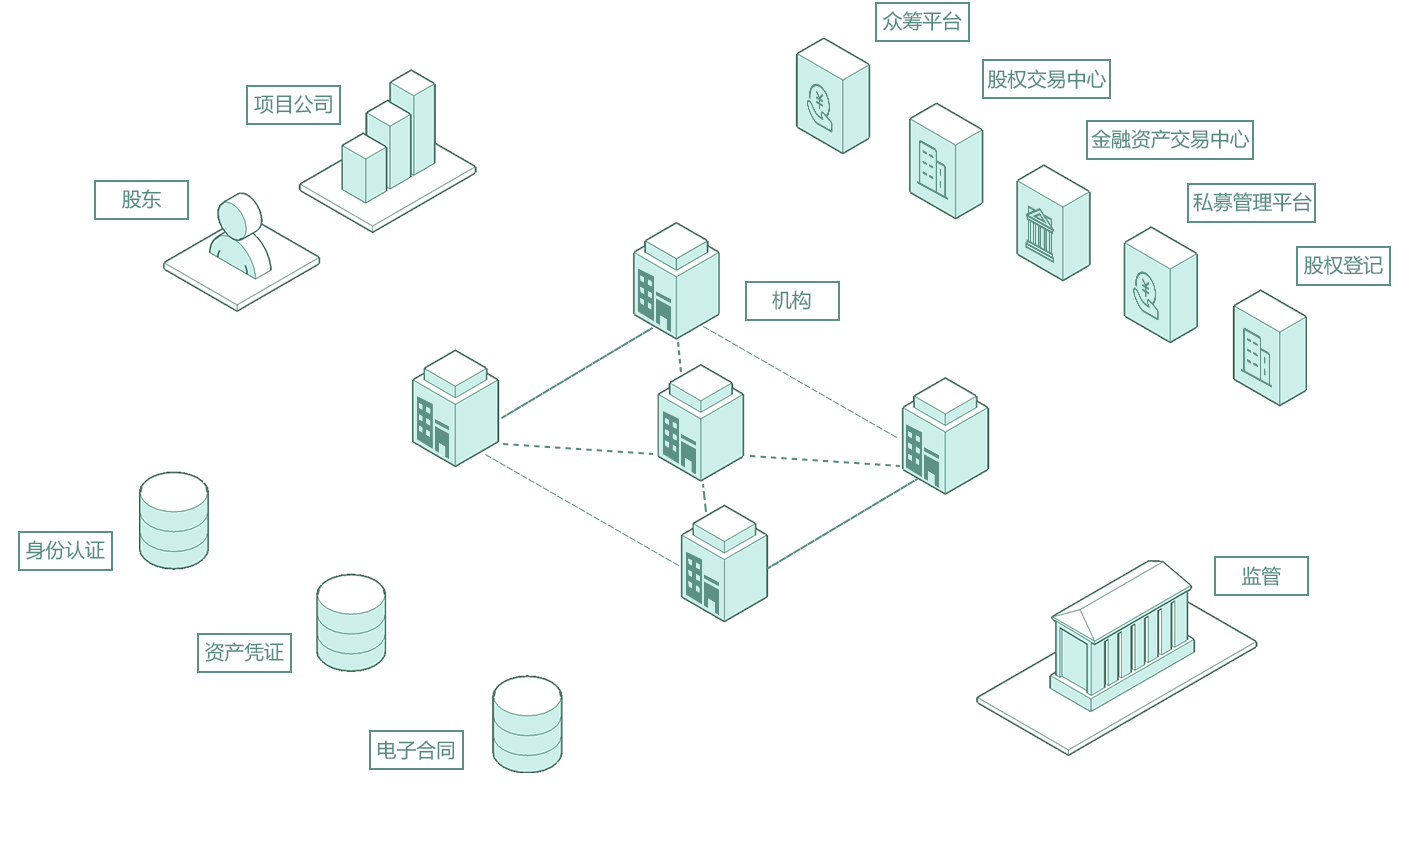 众筹平台
股权交易中心
项目公司
金融资产交易中心
股东
私募管理平台
股权登记
机构
身份认证
监管
资产凭证
电子合同